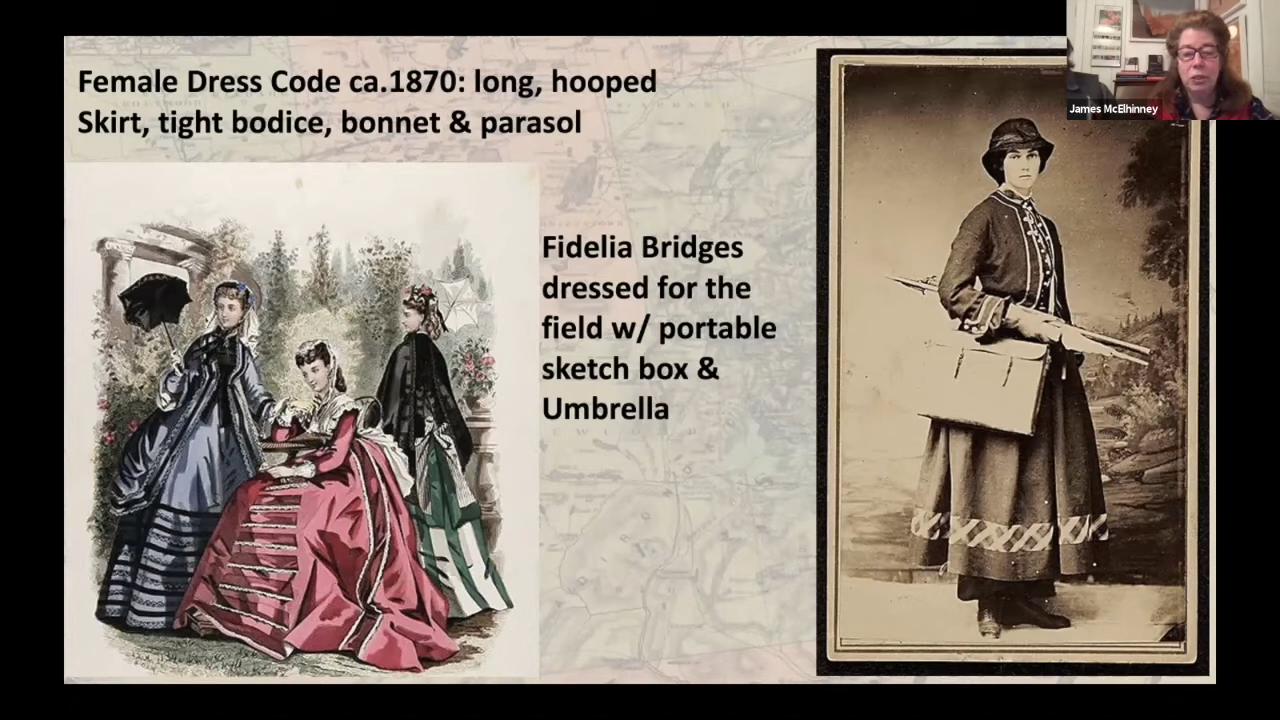 Female Dress Code ca.1870: long, hooped
Skirt, tight bodice, bonnet & parasol
Fidelia Bridges
dressed for the
field w/ portable
sketch box &
Umbrella
James McElhinney